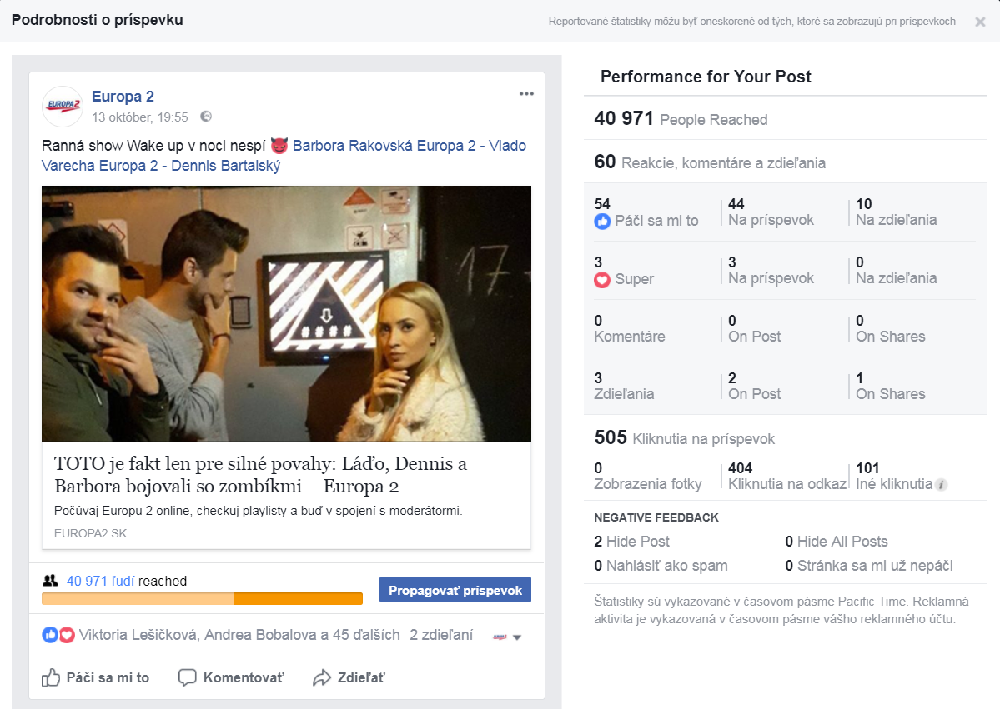 Podrobnosti o príspevku
Reportované štatistiky môžu byť oneskorené od tých, ktoré sa zobrazujú pri príspevkoch
EUROPA2
Europa 2
13 október, 19:55 ·
Ranná show Wake up v noci nespí 😈 Barbora Rakovská Europa 2 - Vlado
Varecha Europa 2 - Dennis Bartalský
17
####
TOTO je fakt len pre silné povahy: Láďo, Dennis a
Barbora bojovali so zombíkmi – Europa 2
Počúvaj Europu 2 online, checkuj playlisty a buď v spojení s moderátormi.
EUROPA2.SK
40 971 ľudí reached
Propagovať príspevok
Viktoria Lešičková, Andrea Bobalova a 45 ďalších 2 zdieľaní
Páči sa mi to Komentovať Zdieľať
Performance for Your Post
40 971 People Reached
60 Reakcie, komentáre a zdieľania
54 44 10
Páči sa mi to Na príspevok Na zdieľania
3 3 0
Super Na príspevok Na zdieľania
0 0 0
Komentáre On Post On Shares
3 2 1
Zdieľania On Post On Shares
505 Kliknutia na príspevok
0 404 101
Zobrazenia fotky Kliknutia na odkaz Iné kliknutia i
NEGATIVE FEEDBACK
2 Hide Post 0 Hide All Posts
0 Nahlásiť ako spam 0 Stránka sa mi už nepáči
Štatistiky sú vykazované v časovom pásme Pacific Time. Reklamná
aktivita je vykazovaná v časovom pásme vášho reklamného účtu.